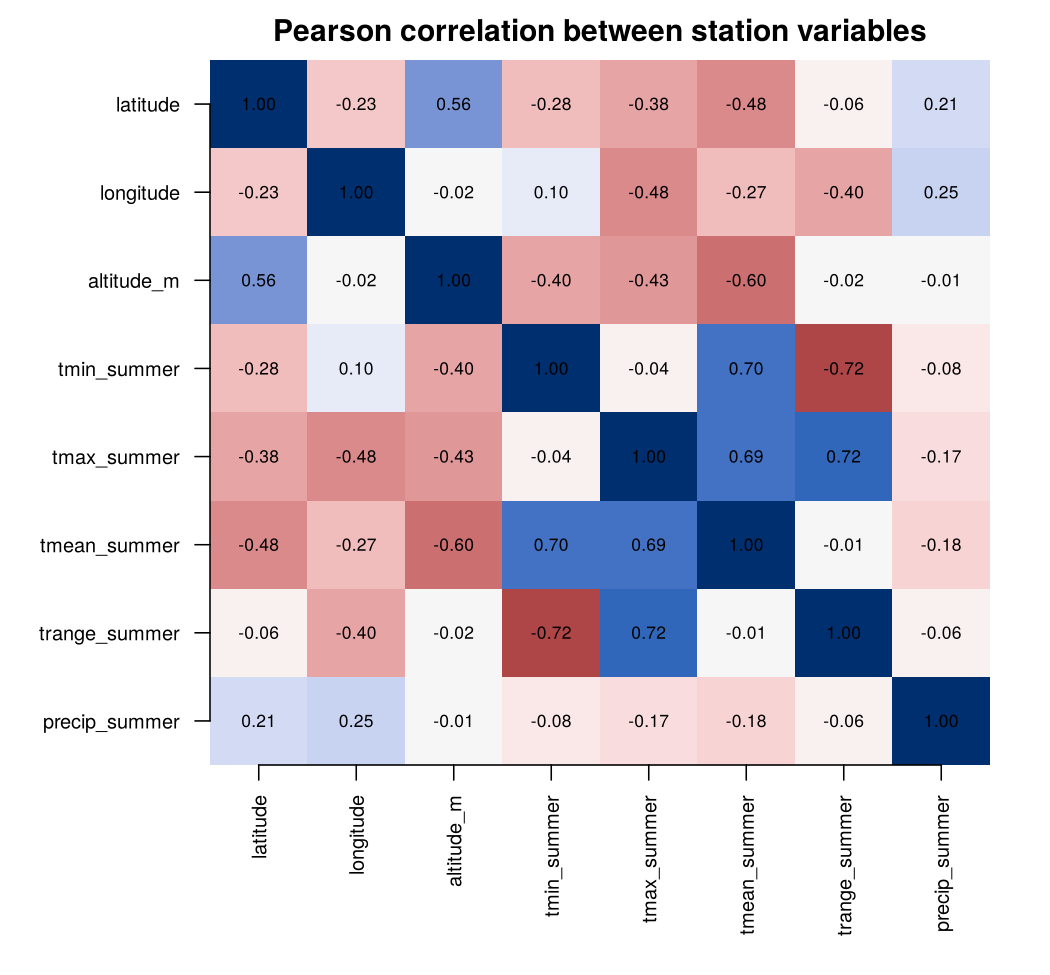 Pearson correlation between station variables
latitude 1.00 -0.23 0.56 -0.28 -0.38 -0.48 -0.06 0.21
longitude -0.23 1.00 -0.02 0.10 -0.48 -0.27 -0.40 0.25
altitude_m 0.56 -0.02 1.00 -0.40 -0.43 -0.60 -0.02 -0.01
tmin_summer -0.28 0.10 -0.40 1.00 -0.04 0.70 -0.72 -0.08
tmax_summer -0.38 -0.48 -0.43 -0.04 1.00 0.69 0.72 -0.17
tmean_summer -0.48 -0.27 -0.60 0.70 0.69 1.00 -0.01 -0.18
trange_summer -0.06 -0.40 -0.02 -0.72 0.72 -0.01 1.00 -0.06
precip_summer 0.21 0.25 -0.01 -0.08 -0.17 -0.18 -0.06 1.00
latitude
longitude
altitude_m
tmin_summer
tmax_summer
tmean_summer
trange_summer
precip_summer